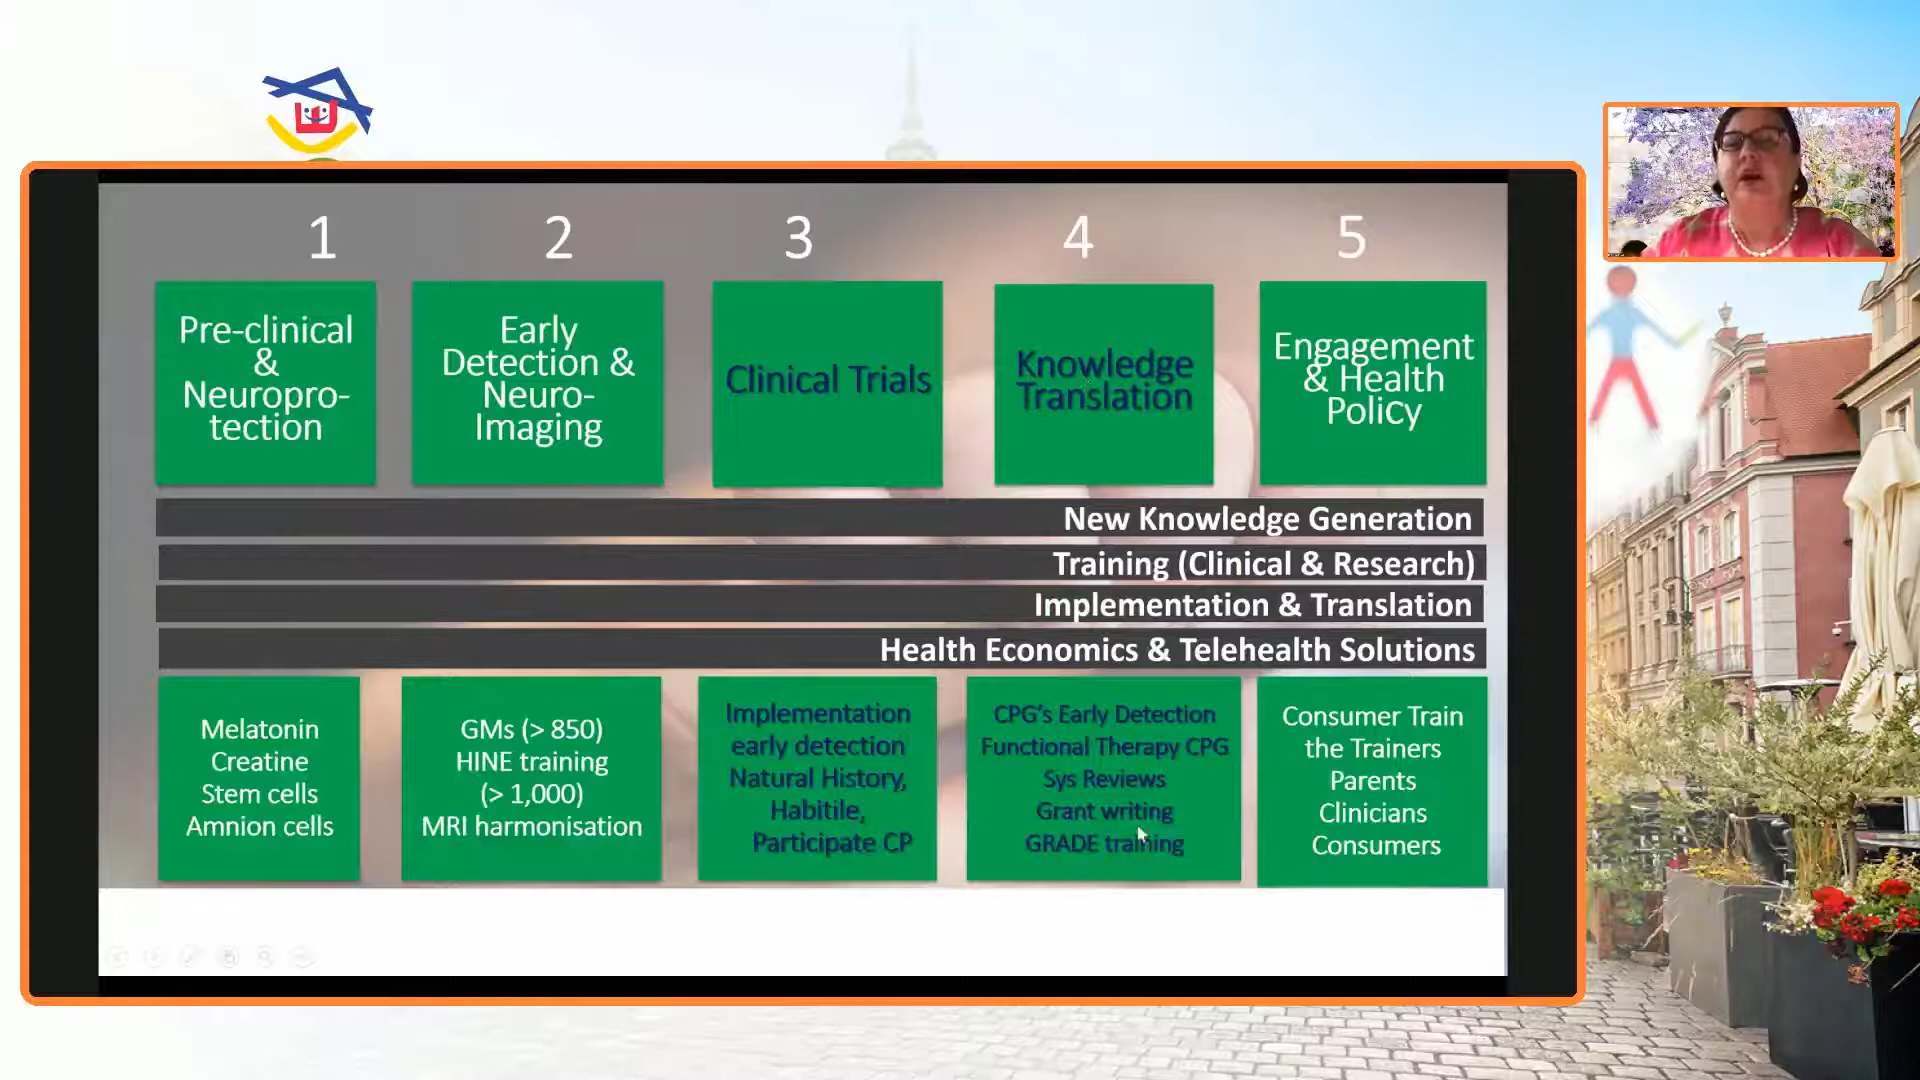 1
2
3
4
5
Pre-clinical
&
Neuropro-
tection
Early
Detection &
Neuro-
Imaging
Clinical Trials
Knowledge
Translation
Engagement
& Health
Policy
New Knowledge Generation
Training (Clinical & Research)
Implementation & Translation
Health Economics & Telehealth Solutions
Melatonin
Creatine
Stem cells
Amnion cells
GMs (> 850)
HINE training
(> 1,000)
MRI harmonisation
Implementation
early detection
Natural History,
Habitile,
Participate CP
CPG's Early Detection
Functional Therapy CPG
Sys Reviews
Grant writing
GRADE training
Consumer Train
the Trainers
Parents
Clinicians
Consumers